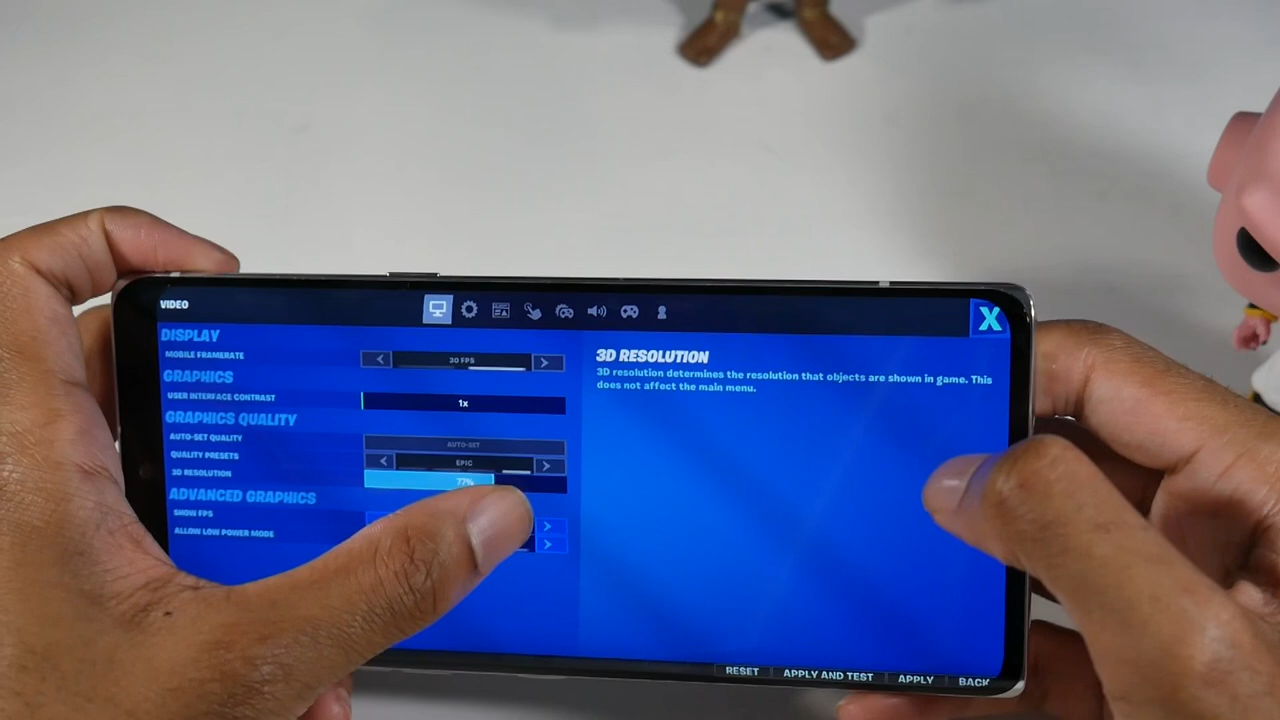 VIDEO
X
DISPLAY
MOBILE FRAMERATE
30 FPS
GRAPHICS
USER INTERFACE CONTRAST
1x
GRAPHICS QUALITY
AUTO-SET QUALITY
AUTO-SET
QUALITY PRESETS
EPIC
3D RESOLUTION
77%
ADVANCED GRAPHICS
SHOW FPS
ALLOW LOW POWER MODE
3D RESOLUTION
3D resolution determines the resolution that objects are shown in game. This
does not affect the main menu.
RESET
APPLY AND TEST
APPLY
BACK